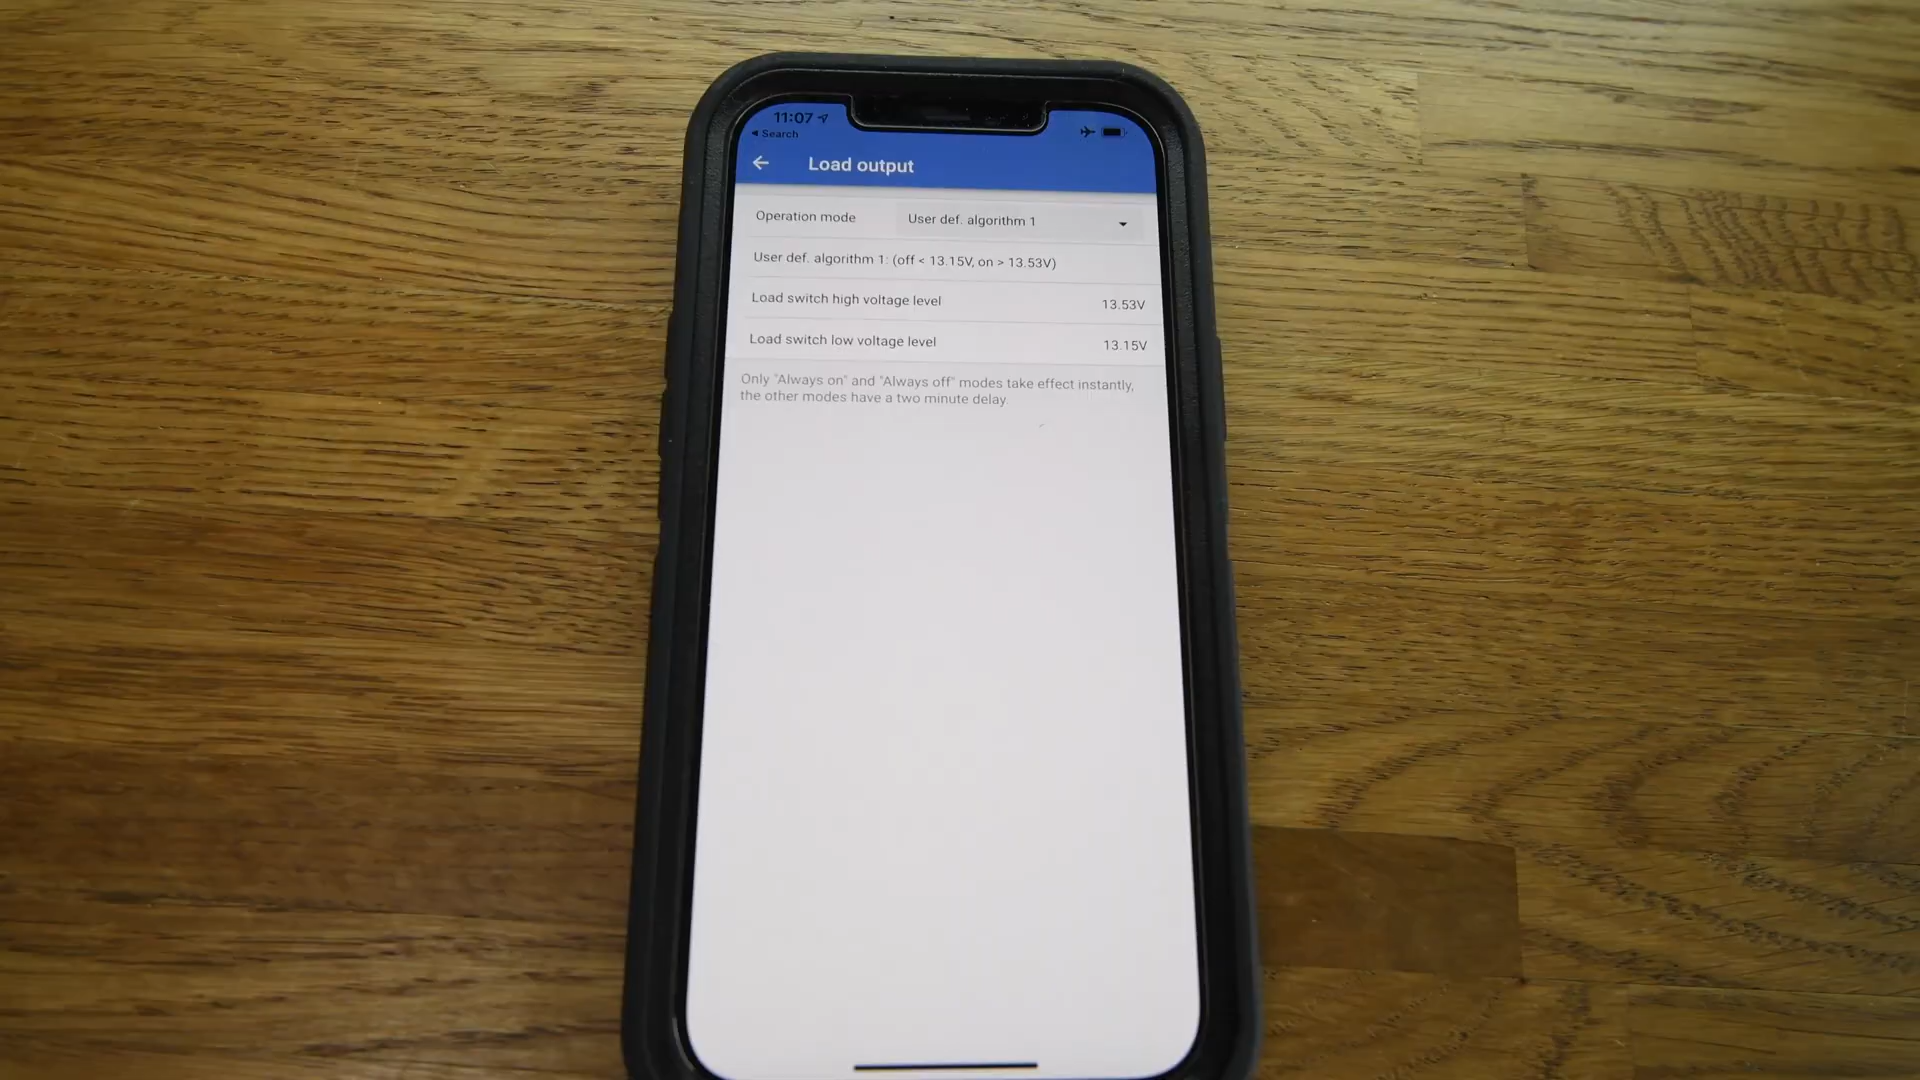 11:07
Search
Load output
Operation mode User def. algorithm 1
User def. algorithm 1: (off < 13.15V, on > 13.53V)
Load switch high voltage level 13.53V
Load switch low voltage level 13.15V
Only "Always on" and "Always off" modes take effect instantly,
the other modes have a two minute delay.